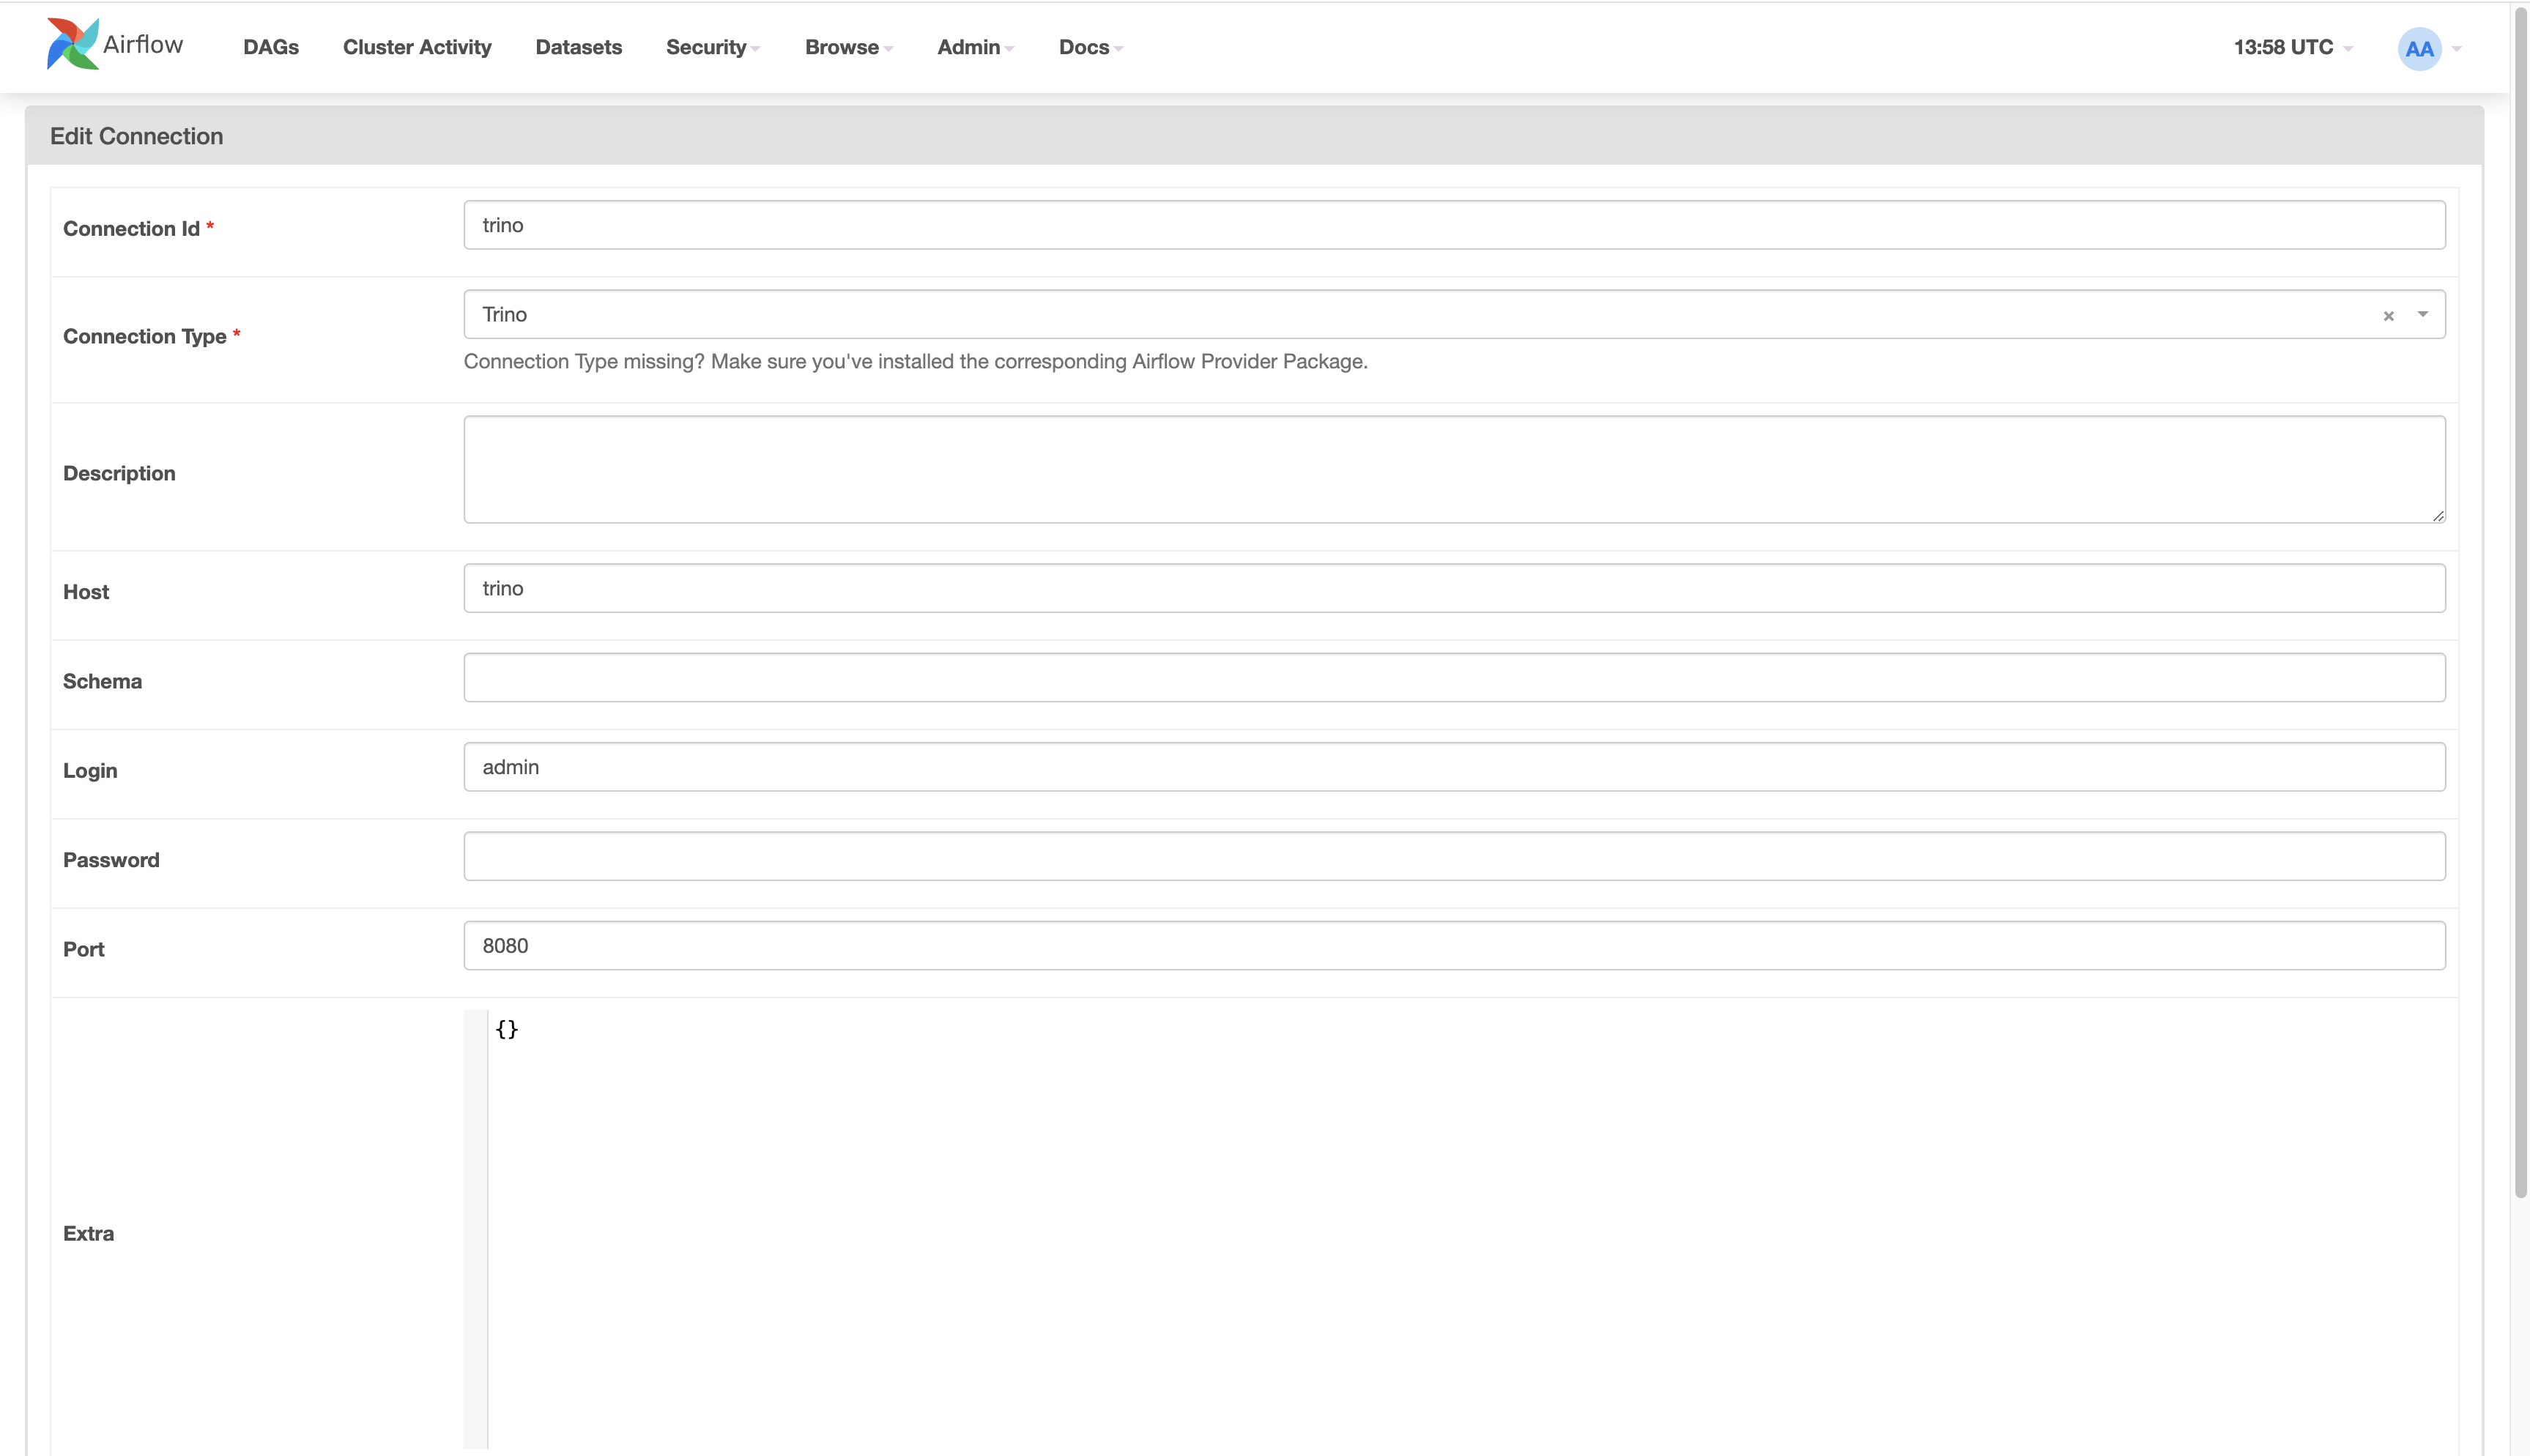 Airflow DAGs Cluster Activity Datasets Security Browse Admin Docs 13:58 UTC AA
Edit Connection
Connection Id * trino
Connection Type * Trino ×
Connection Type missing? Make sure you've installed the corresponding Airflow Provider Package.
Description
Host trino
Schema
Login admin
Password
Port 8080
Extra {}